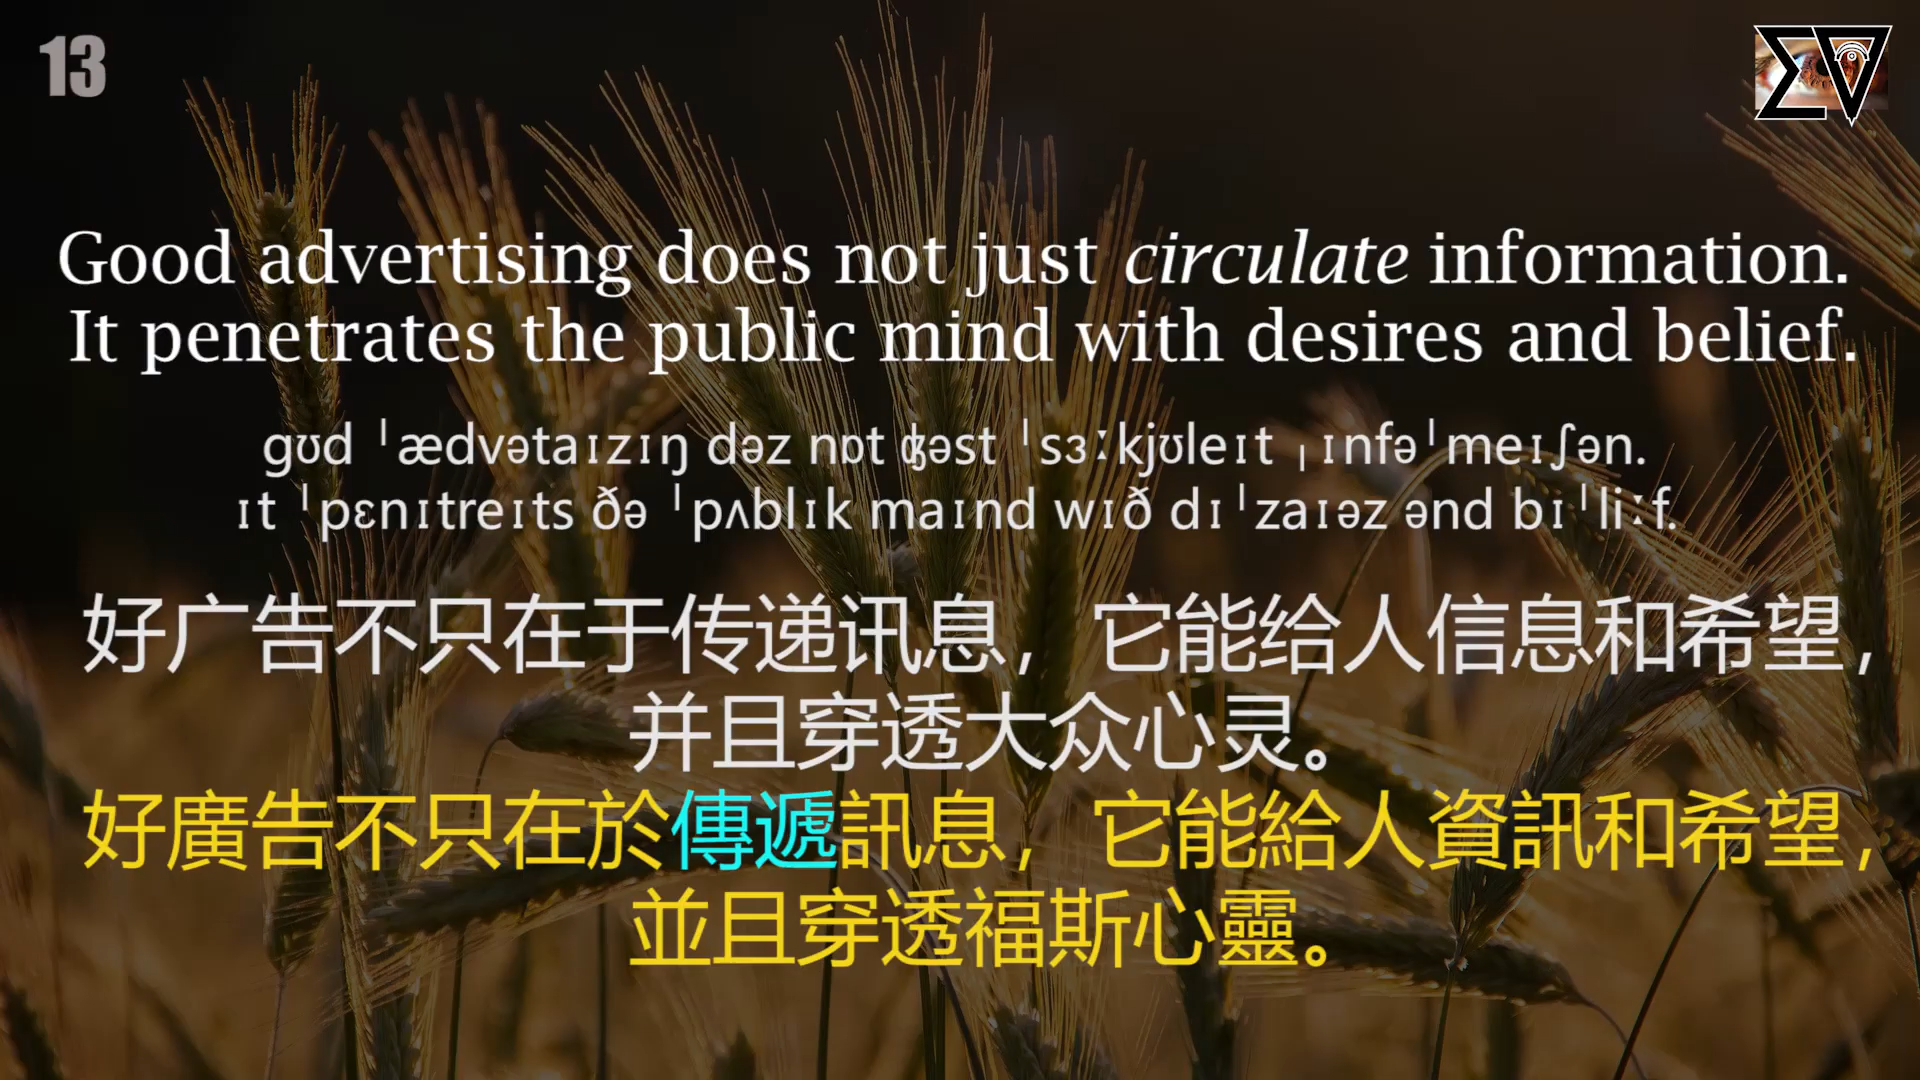 13
Good advertising does not just circulate information.
It penetrates the public mind with desires and belief.
gʊd ˈædvətaɪzɪŋ dəz nɒt ʤəst ˈsɜːkjʊleɪt ˌɪnfəˈmeɪʃən.
ɪt ˈpɛnɪtreɪts ðə ˈpʌblɪk maɪnd wɪð dɪˈzaɪəz ənd bɪˈliːf.
好广告不只在于传递讯息，它能给人信息和希望，
并且穿透大众心灵。
好廣告不只在於傳遞訊息，它能給人資訊和希望，
並且穿透福斯心靈。